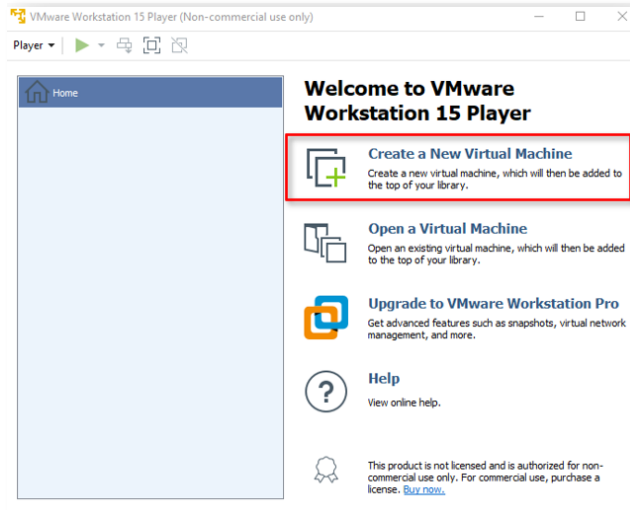 VMware Workstation 15 Player (Non-commercial use only)
Player
Home
Welcome to VMware
Workstation 15 Player
Create a New Virtual Machine
Create a new virtual machine, which will then be added to
the top of your library.
Open a Virtual Machine
Open an existing virtual machine, which will then be added
to the top of your library.
Upgrade to VMware Workstation Pro
Get advanced features such as snapshots, virtual network
management, and more.
Help
View online help.
This product is not licensed and is authorized for non-
commercial use only. For commercial use, purchase a
license. Buy now.